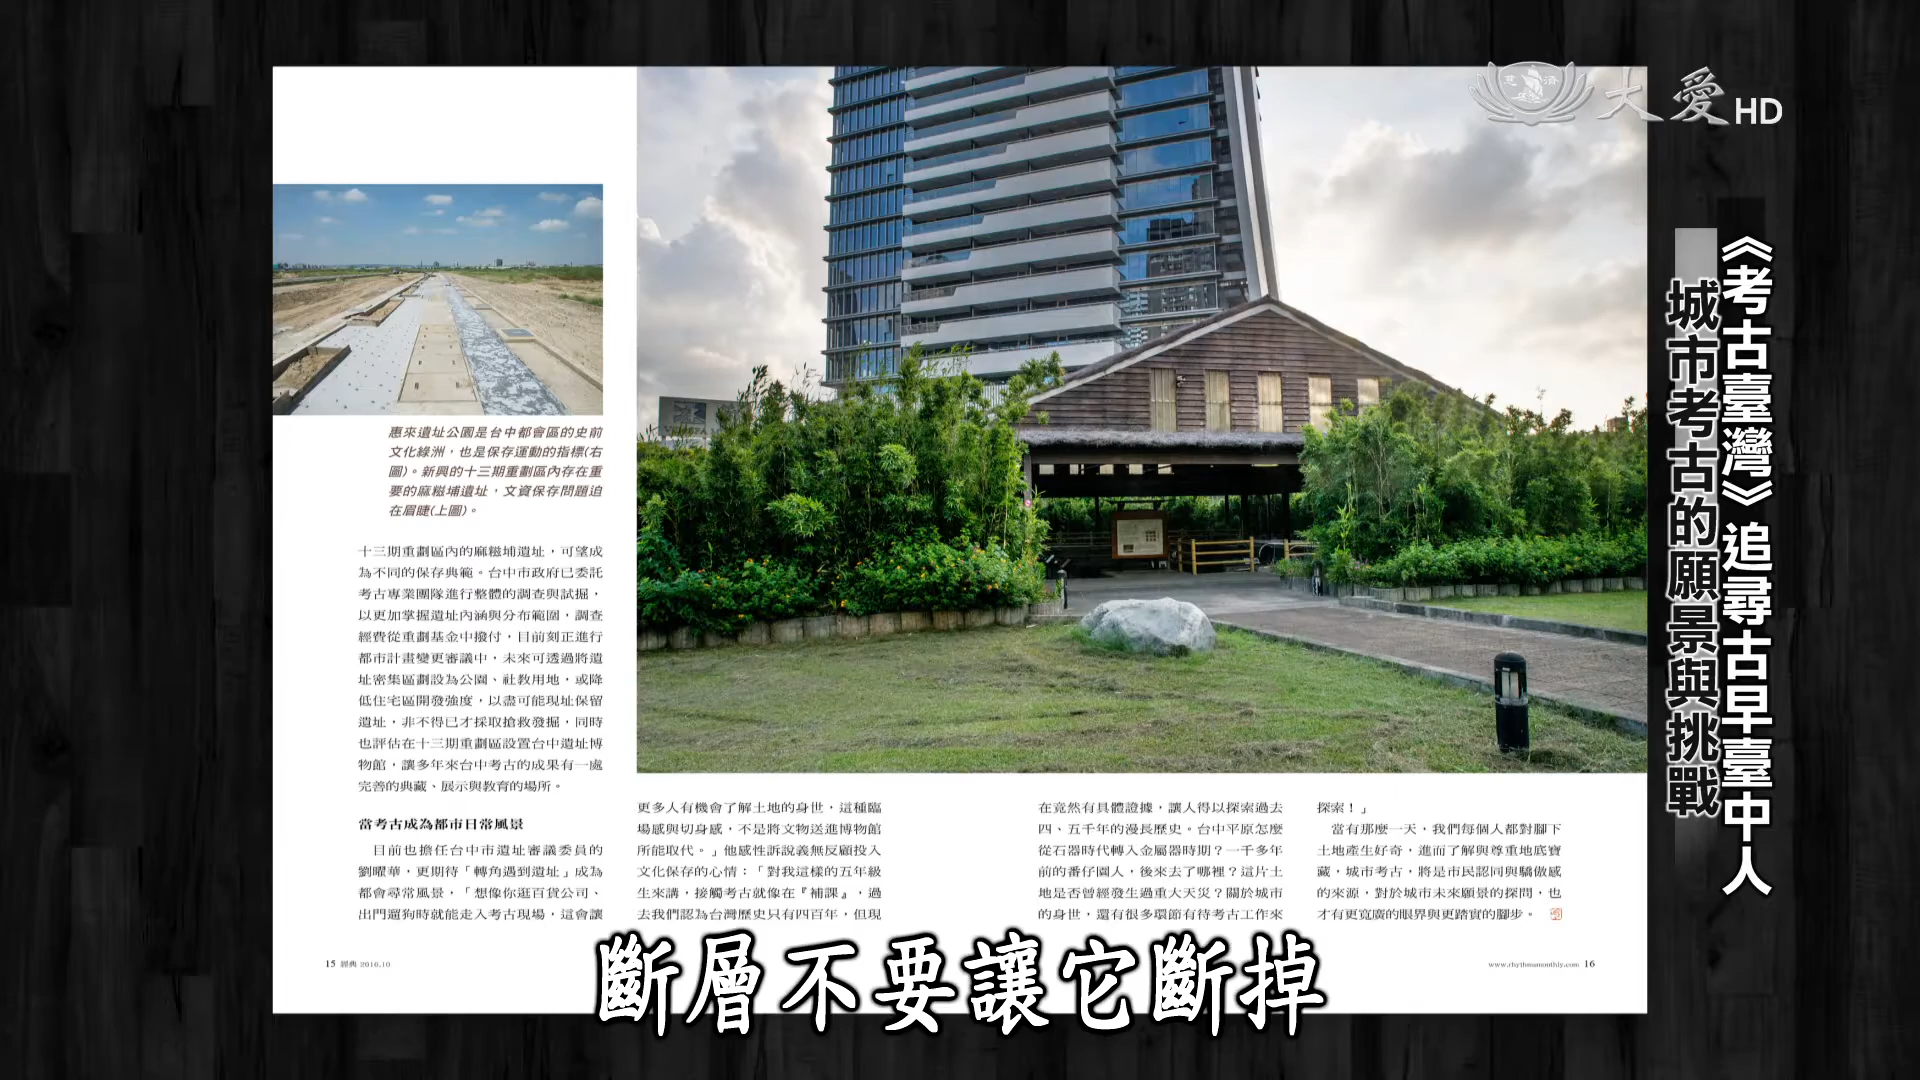 大愛HD
《考古臺灣》追尋古早臺中人
城市考古的願景與挑戰
惠來遺址公園是台中都會區的史前
文化綠洲，也是保存運動的指標(右
圖)。新興的十三期重劃區內存在重
要的麻糍埔遺址，文資保存問題迫
在眉睫(上圖)。
十三期重劃區內的麻糍埔遺址，可望成
為不同的保存典範。台中市政府已委託
考古專業團隊進行整體的調查與試掘，
以更加掌握遺址內涵與分布範圍，調查
經費從重劃基金中撥付，目前刻正進行
都市計畫變更審議中，未來可透過將遺
址密集區劃設為公園、社教用地，或降
低住宅區開發強度，以盡可能現址保留
遺址，非不得已才採取搶救發掘，同時
也評估在十三期重劃區設置台中遺址博
物館，讓多年來台中考古的成果有一處
完善的典藏、展示與教育的場所。
當考古成為都市日常風景
目前也擔任台中市遺址審議委員的
劉曜華，更期待「轉角遇到遺址」成為
都會尋常風景，「想像你逛百貨公司、
出門遛狗時就能走入考古現場，這會讓
更多人有機會了解土地的身世，這種臨
場感與切身感，不是將文物送進博物館
所能取代。」他感性訴說義無反顧投入
文化保存的心情：「對我這樣的五年級
生來講，接觸考古就像在『補課』，過
去我們認為台灣歷史只有四百年，但現
在竟然有具體證據，讓人得以探索過去
四、五千年的漫長歷史。台中平原怎麼
從石器時代轉入金屬器時期？一千多年
前的番仔園人，後來去了哪裡？這片土
地是否曾經發生過重大天災？關於城市
的身世，還有很多環節有待考古工作來
探索！」
當有那麼一天，我們每個人都對腳下
土地產生好奇，進而了解與尊重地底寶
藏，城市考古，將是市民認同與驕傲感
的來源，對於城市未來願景的探問，也
才有更寬廣的眼界與更踏實的腳步。
15 經典 2016.10
www.rhythmsmonthly.com 16
斷層不要讓它斷掉